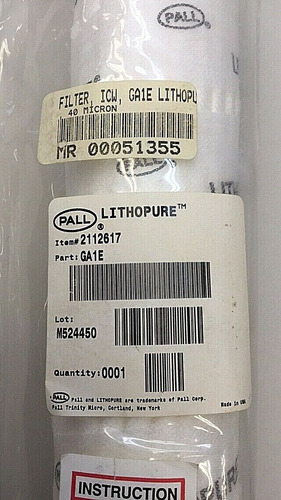 PALL
FILTER, ICW, GA1E LITHOPU
40 MICRON
MR 00051355
PALL
PALL LITHOPURE™
Item# 2112617
Part: GA1E
Lot:
M524450
Quantity: 0001
PALL Pall and LITHOPURE are trademarks of Pall Corp.
Pall Trinity Micro, Cortland, New York
Made in USA
INSTRUCTION